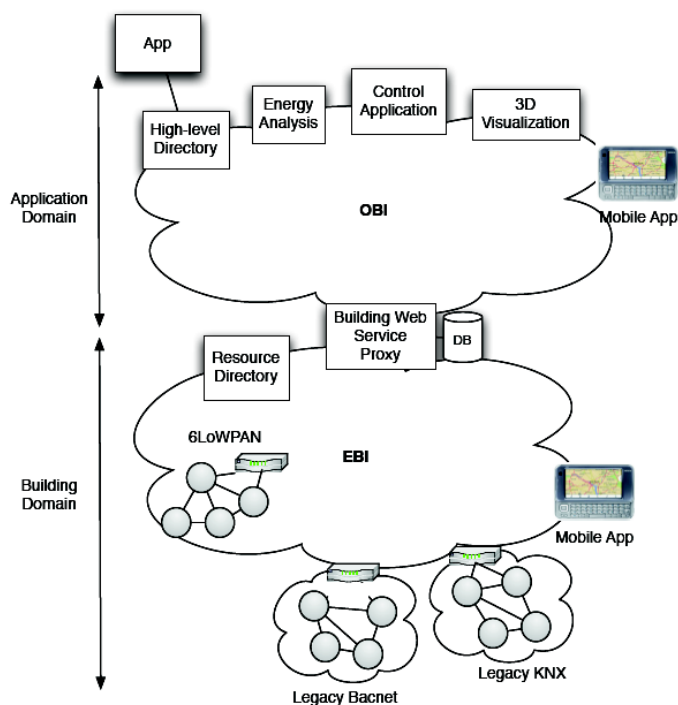 App
Energy
Analysis
Control
Application
3D
Visualization
High-level
Directory
Application
Domain
OBI
Mobile App
Building Web
Service
Proxy
DB
Resource
Directory
6LoWPAN
EBI
Building
Domain
Mobile App
Legacy Bacnet
Legacy KNX